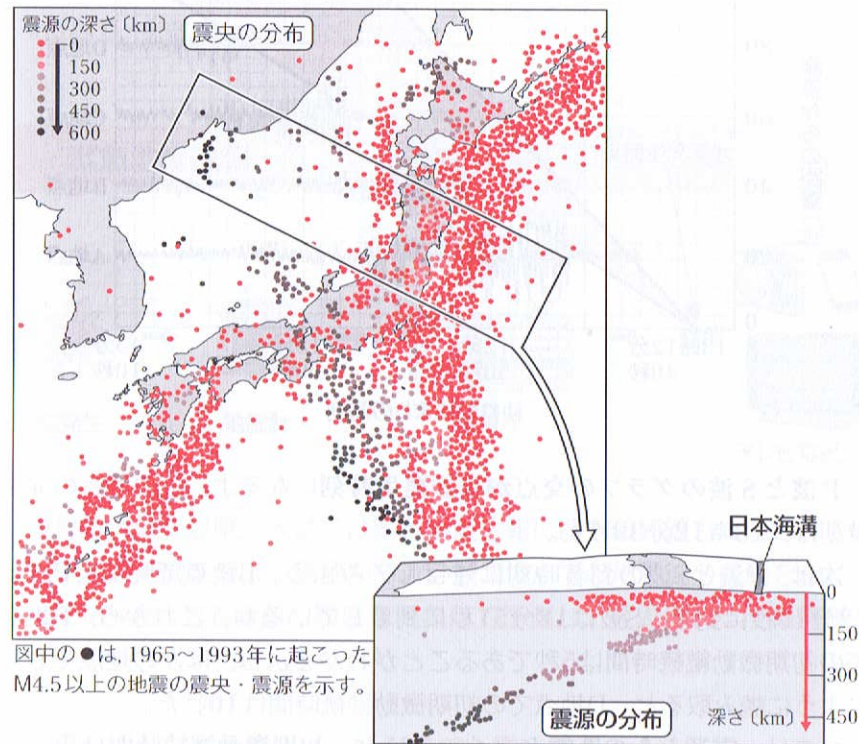 震源の深さ〔km〕
0
150
300
450
600
震央の分布
日本海溝
0
150
300
450
深さ〔km〕
震源の分布
図中の●は，1965～1993年に起こった
M4.5以上の地震の震央・震源を示す。